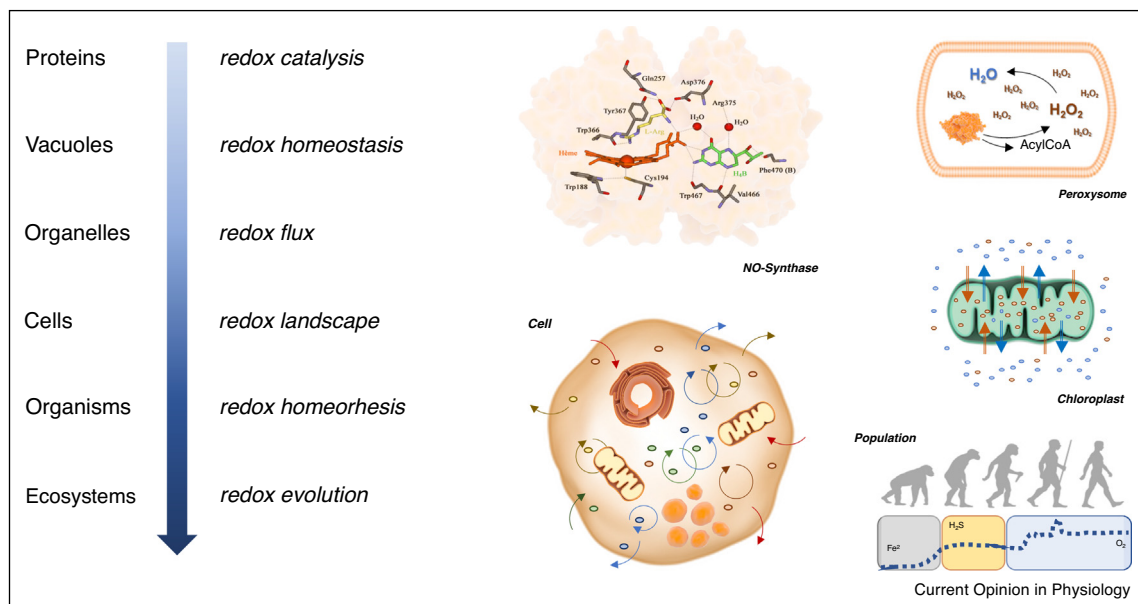 Proteins
redox catalysis
Vacuoles
redox homeostasis
Organelles
redox flux
Cells
redox landscape
Organisms
redox homeorhesis
Ecosystems
redox evolution
Gln257
Asp376
Tyr367
Arg375
H₂O
H₂O
L-Arg
Trp366
Hème
H₄B
Phe470 (B)
Trp188
Cys194
Trp467
Val466
NO-Synthase
H₂O
H₂O₂
H₂O₂
H₂O₂
H₂O₂
H₂O₂
H₂O₂
H₂O₂
H₂O₂
H₂O₂
AcylCoA
Peroxysome
Chloroplast
Cell
Population
Fe²
H₂S
O₂
Current Opinion in Physiology